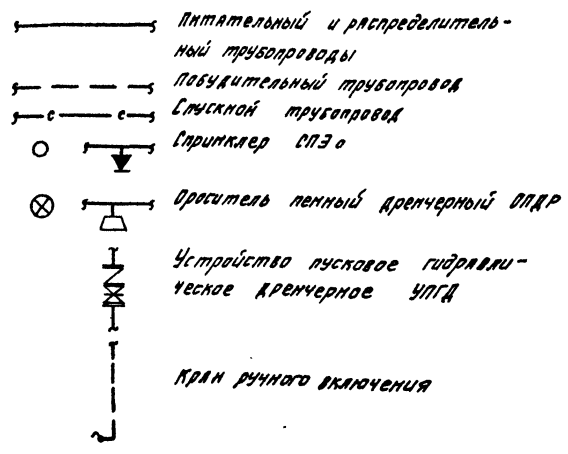 Питательный и распределитель-
ный трубопроводы
Побудительный трубопровод
с с Спускной трубопровод
Спринклер СПЭо
Ороситель пенный дренчерный ОПДР
Устройство пусковое гидравли-
ческое дренчерное УПГД
Кран ручного включения